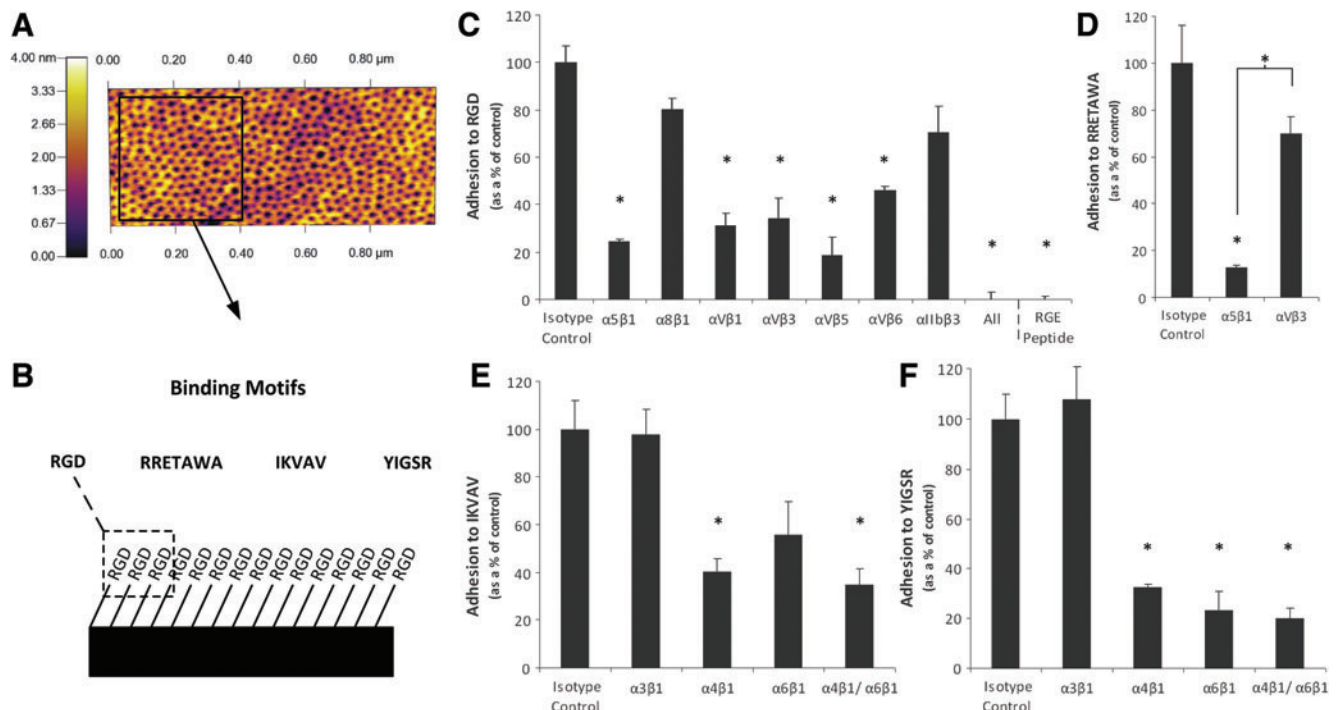 A
4.00 nm
3.33
2.66
2.00
1.33
0.67
0.00
0.00 0.20 0.40 0.60 0.80 µm
0.00 0.20 0.40 0.60 0.80 µm
B
Binding Motifs
RGD RRETAWA IKVAV YIGSR
RGD RGD RGD RGD RGD RGD RGD RGD RGD RGD RGD RGD RGD RGD RGD
C
Adhesion to RGD
(as a % of control)
120
100
80
60
40
20
0
* * * * * * *
Isotype Control α5β1 α8β1 αVβ1 αVβ3 αVβ5 αVβ6 αIIbβ3 All RGE Peptide
D
Adhesion to RRETAWA
(as a % of control)
120
100
80
60
40
20
0
*
*
Isotype Control α5β1 αVβ3
E
Adhesion to IKVAV
(as a % of control)
120
100
80
60
40
20
0
* *
Isotype Control α3β1 α4β1 α6β1 α4β1/ α6β1
F
Adhesion to YIGSR
(as a % of control)
120
100
80
60
40
20
0
* * *
Isotype Control α3β1 α4β1 α6β1 α4β1/ α6β1